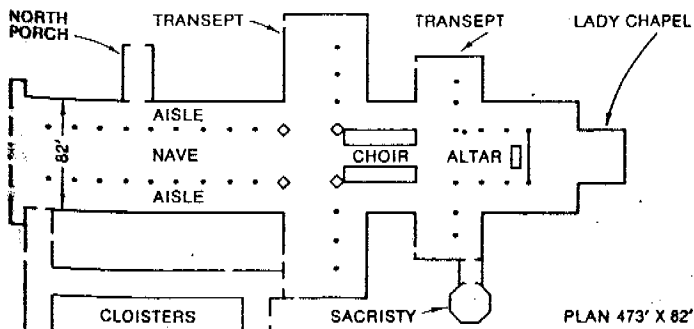 NORTH
PORCH
TRANSEPT
TRANSEPT
LADY CHAPEL
AISLE
82'
NAVE
CHOIR
ALTAR
AISLE
CLOISTERS
SACRISTY
PLAN 473' X 82'